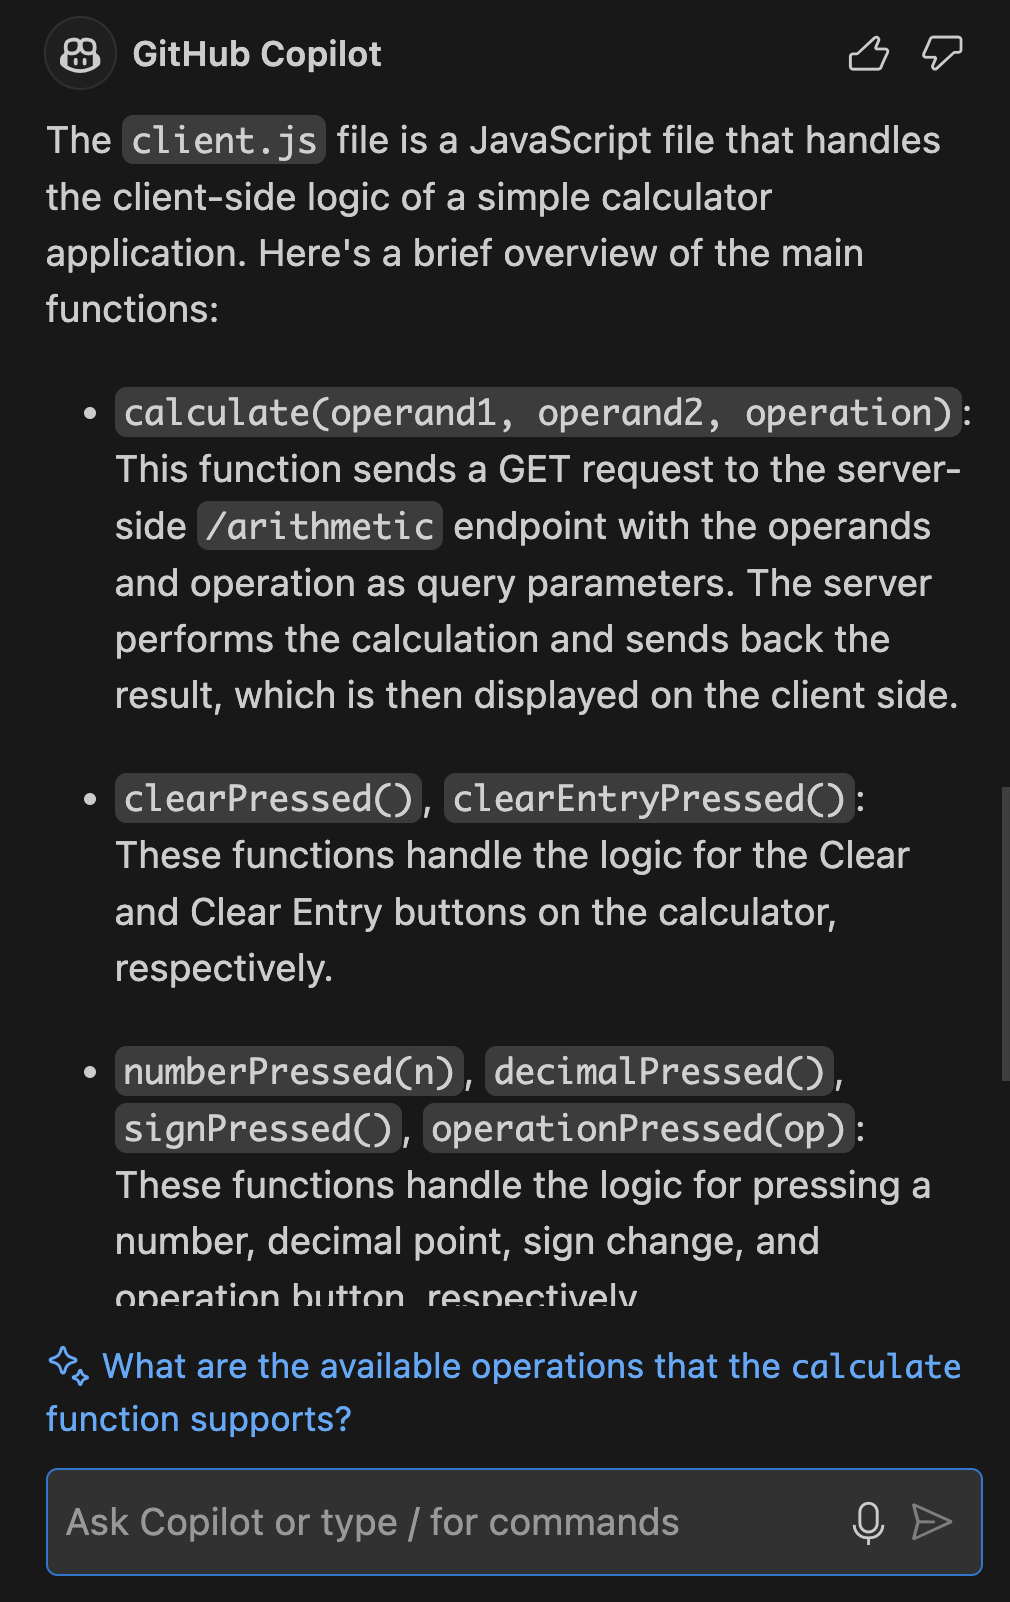 GitHub Copilot
The client.js file is a JavaScript file that handles
the client-side logic of a simple calculator
application. Here's a brief overview of the main
functions:
• calculate(operand1, operand2, operation):
This function sends a GET request to the server-
side /arithmetic endpoint with the operands
and operation as query parameters. The server
performs the calculation and sends back the
result, which is then displayed on the client side.
• clearPressed(), clearEntryPressed():
These functions handle the logic for the Clear
and Clear Entry buttons on the calculator,
respectively.
• numberPressed(n), decimalPressed(),
signPressed(), operationPressed(op):
These functions handle the logic for pressing a
number, decimal point, sign change, and
operation button, respectively
What are the available operations that the calculate
function supports?
Ask Copilot or type / for commands